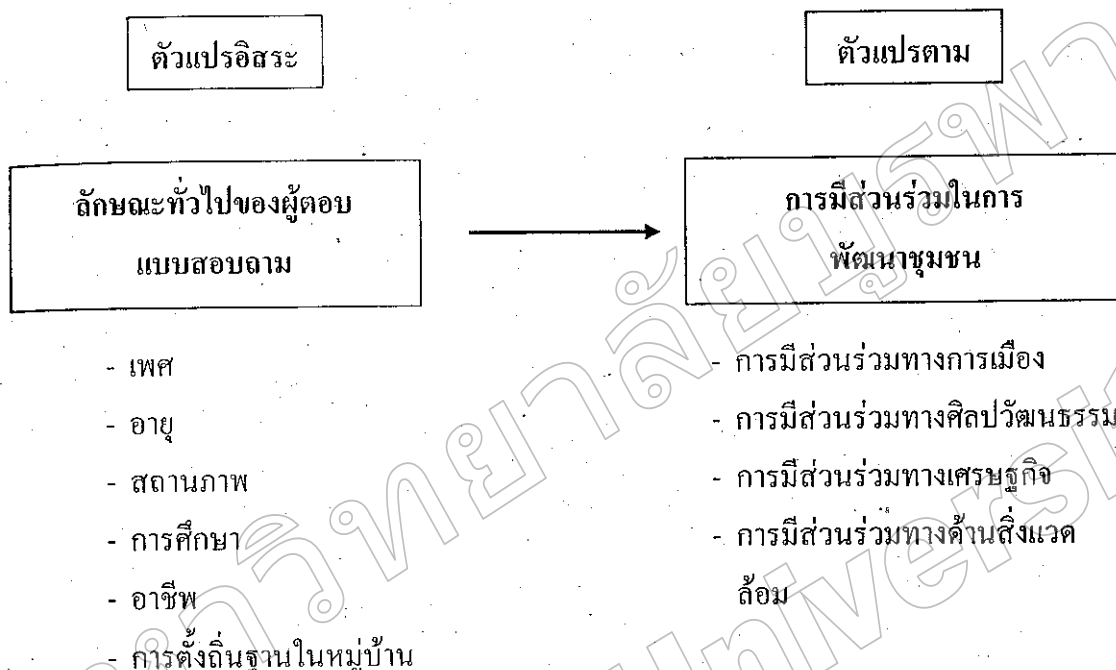 ตัวแปรอิสระ
ตัวแปรตาม
ลักษณะทั่วไปของผู้ตอบ
แบบสอบถาม
การมีส่วนร่วมในการ
พัฒนาชุมชน
- เพศ
- อายุ
- สถานภาพ
- การศึกษา
- อาชีพ
- การตั้งถิ่นฐานในหมู่บ้าน
- การมีส่วนร่วมทางการเมือง
- การมีส่วนร่วมทางศิลปวัฒนธรรม
- การมีส่วนร่วมทางเศรษฐกิจ
- การมีส่วนร่วมทางด้านสิ่งแวด
ล้อม